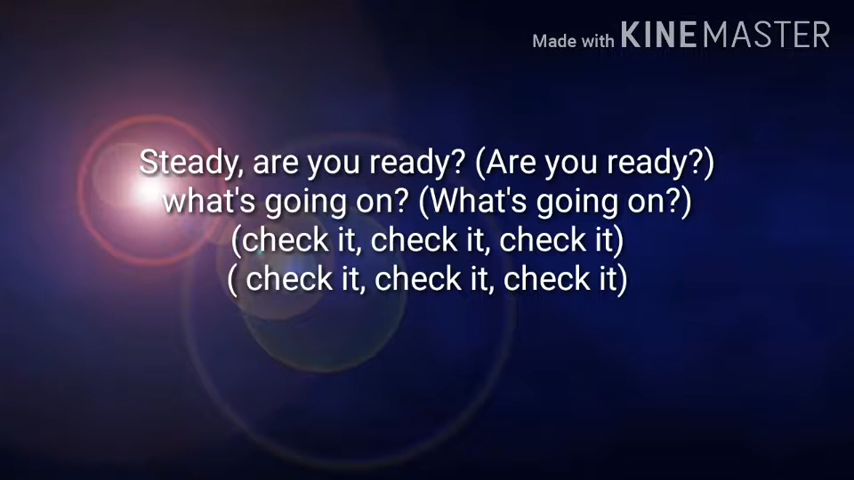 Made with KINEMASTER
Steady, are you ready? (Are you ready?)
what's going on? (What's going on?)
(check it, check it, check it)
( check it, check it, check it)